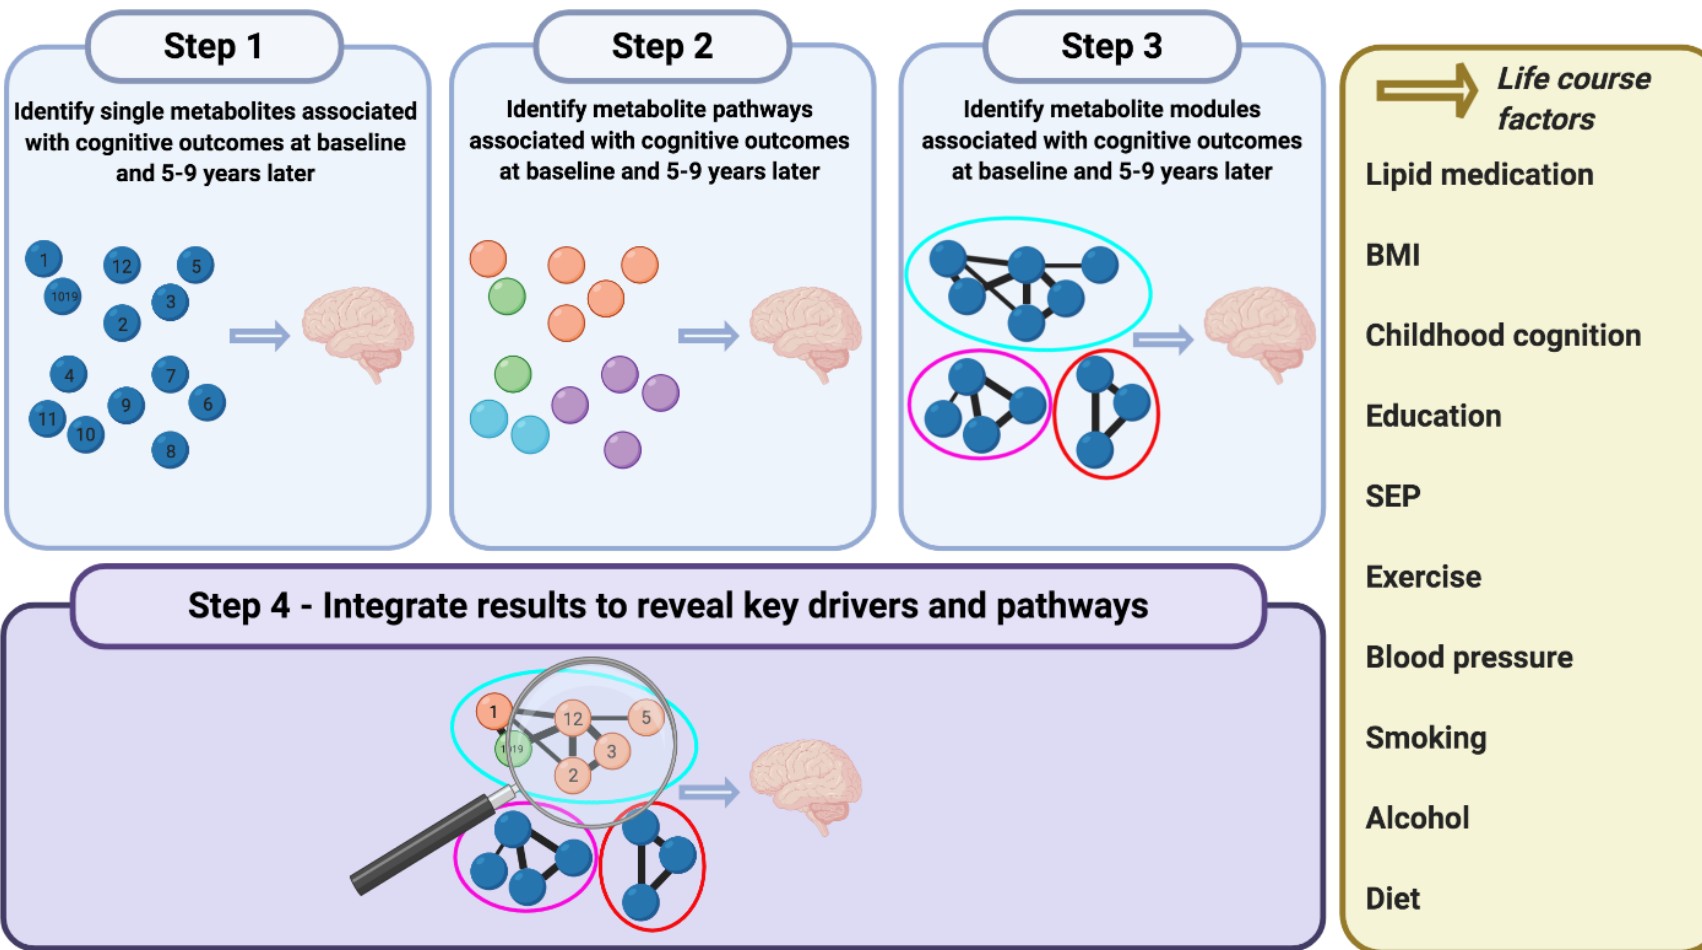 Step 1
Identify single metabolites associated
with cognitive outcomes at baseline
and 5-9 years later
1
12
5
1019
3
2
4
7
9
6
11
10
8
Step 2
Identify metabolite pathways
associated with cognitive outcomes
at baseline and 5-9 years later
Step 3
Identify metabolite modules
associated with cognitive outcomes
at baseline and 5-9 years later
Step 4 - Integrate results to reveal key drivers and pathways
1
12
5
1019
3
2
Life course
factors
Lipid medication
BMI
Childhood cognition
Education
SEP
Exercise
Blood pressure
Smoking
Alcohol
Diet